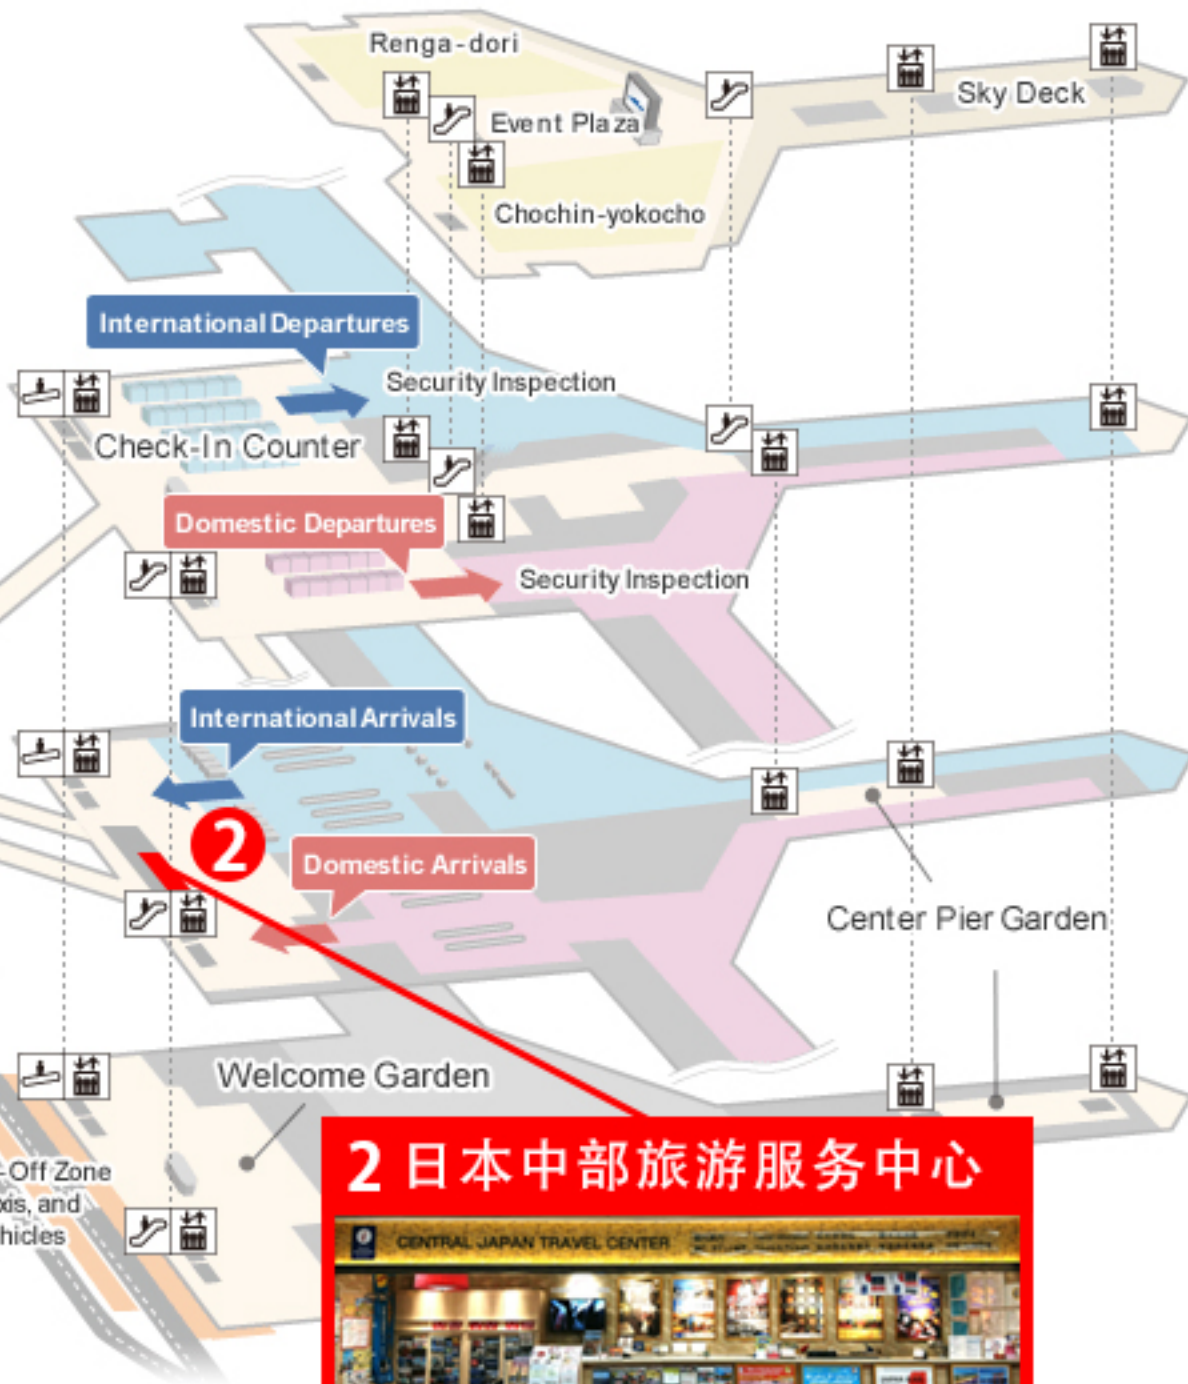 Renga-dori
Sky Deck
Event Plaza
Chochin-yokocho
International Departures
Security Inspection
Check-In Counter
Domestic Departures
Security Inspection
International Arrivals
2
Domestic Arrivals
Center Pier Garden
Welcome Garden
-Off Zone
xis, and
hicles
2 日本中部旅游服务中心
CENTRAL JAPAN TRAVEL CENTER